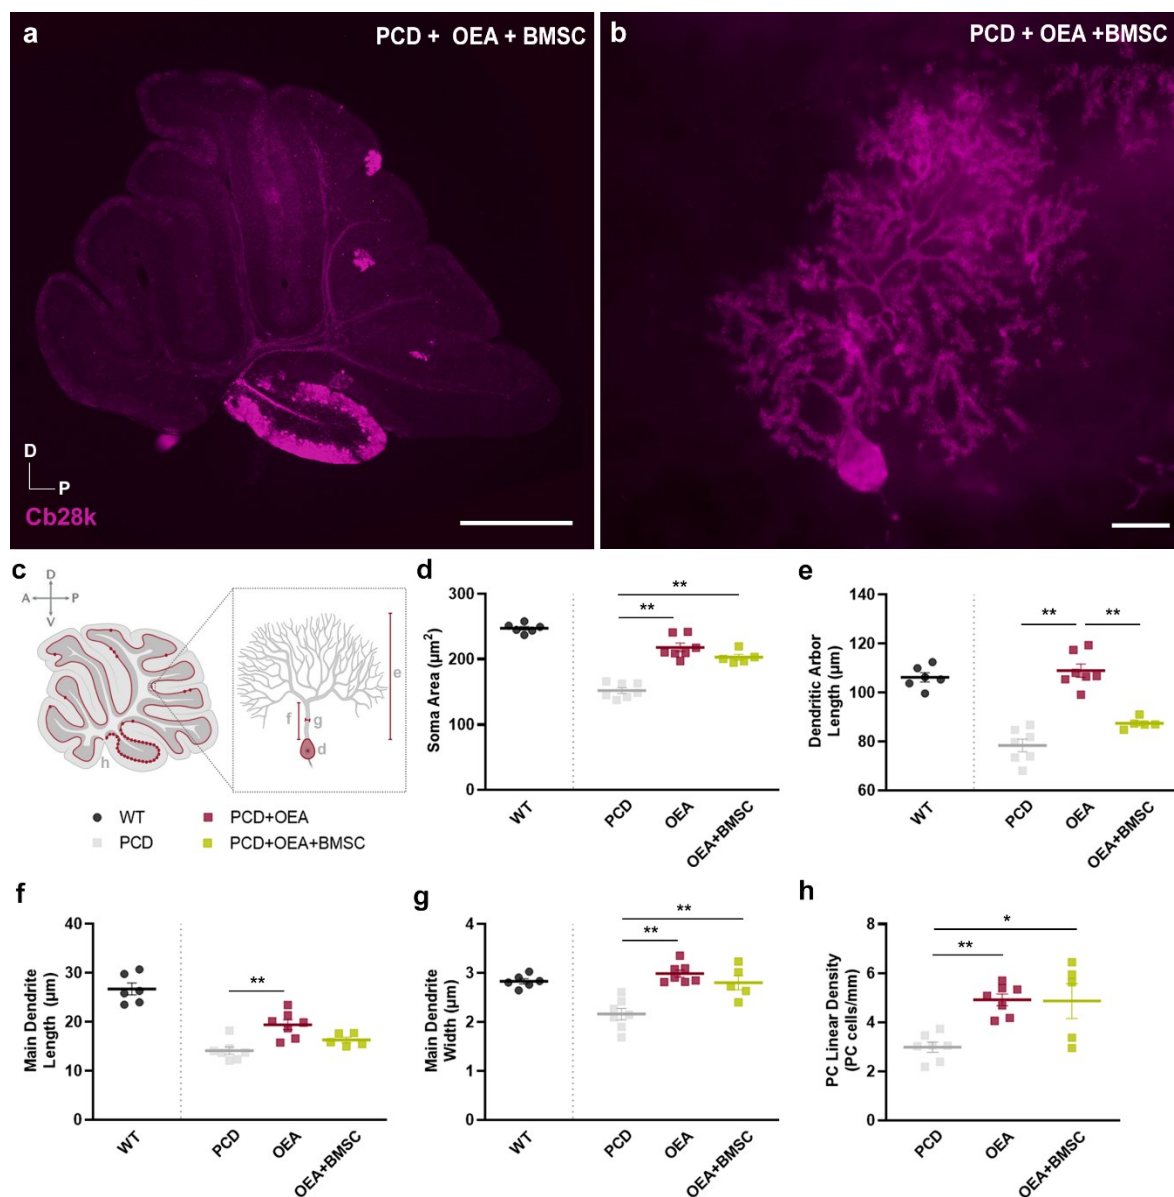 a
PCD + OEA + BMSC
D
P
Cb28k
b
PCD + OEA +BMSC
c
D
A
P
V
h
f
g
d
e
WT
PCD+OEA
PCD
PCD+OEA+BMSC
d
Soma Area (µm²)
300
200
100
0
**
**
WT
PCD
OEA
OEA+BMSC
e
Dendritic Arbor
Length (µm)
140
120
100
80
60
**
**
WT
PCD
OEA
OEA+BMSC
f
Main Dendrite
Length (µm)
40
30
20
10
0
**
WT
PCD
OEA
OEA+BMSC
g
Main Dendrite
Width (µm)
4
3
2
1
0
**
**
WT
PCD
OEA
OEA+BMSC
h
PC Linear Density
(PC cells/mm)
8
6
4
2
0
*
**
PCD
OEA
OEA+BMSC